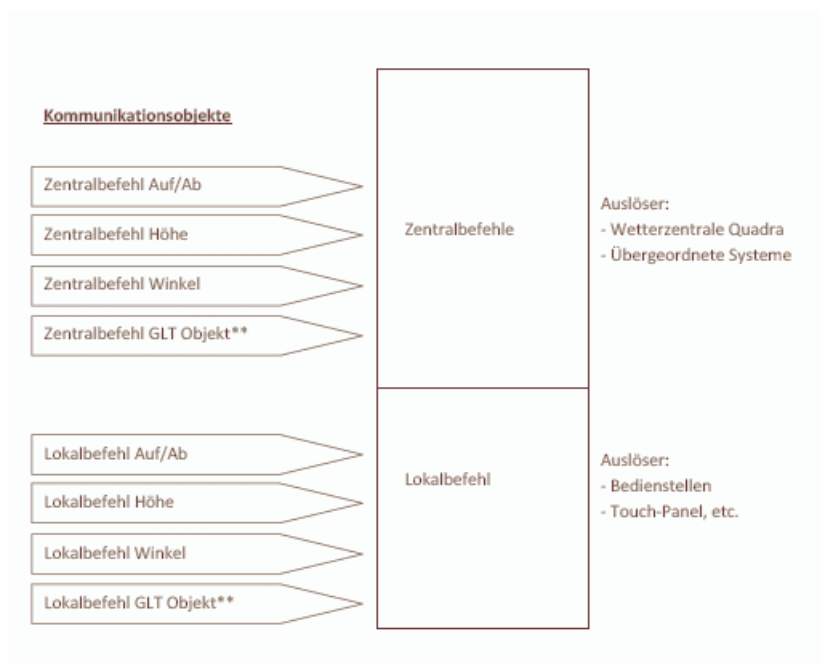 Kommunikationsobjekte
Zentralbefehl Auf/Ab
Zentralbefehl Höhe
Zentralbefehl Winkel
Zentralbefehl GLT Objekt**
Zentralbefehle
Auslöser:
- Wetterzentrale Quadra
- Übergeordnete Systeme
Lokalbefehl Auf/Ab
Lokalbefehl Höhe
Lokalbefehl Winkel
Lokalbefehl GLT Objekt**
Lokalbefehl
Auslöser:
- Bedienstellen
- Touch-Panel, etc.